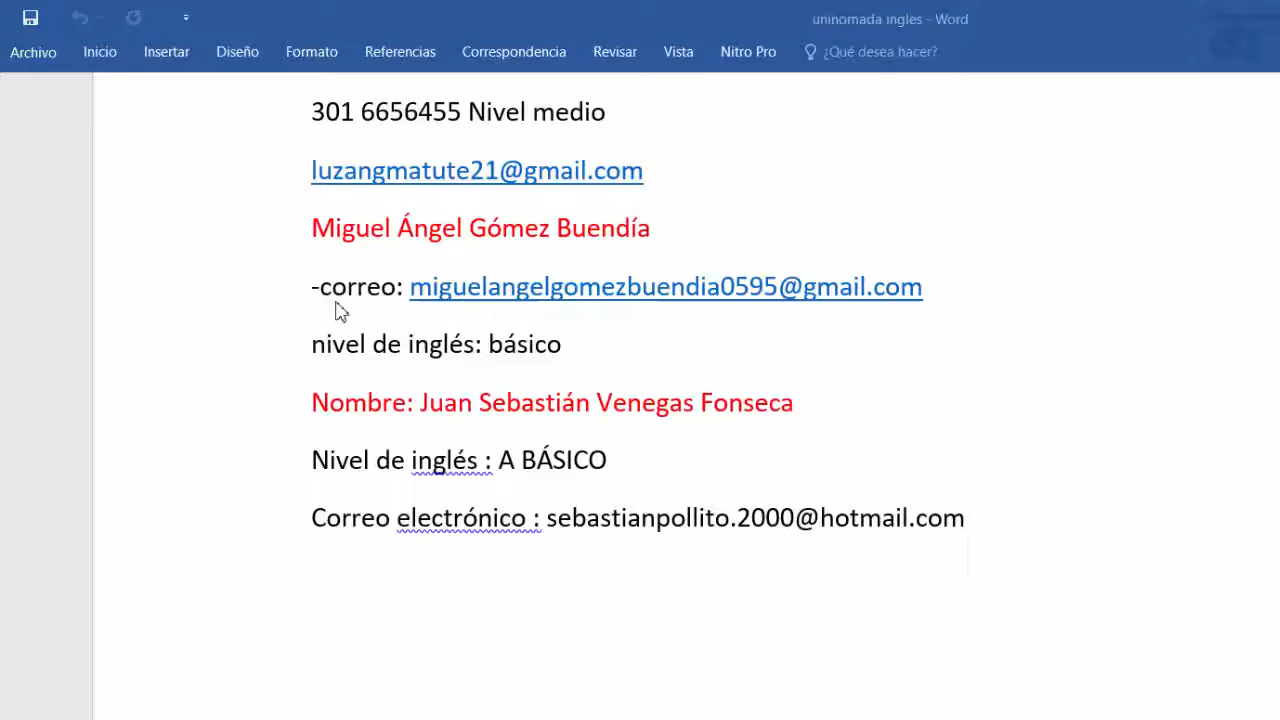 uninomada ingles - Word
Archivo Inicio Insertar Diseño Formato Referencias Correspondencia Revisar Vista Nitro Pro ¿Qué desea hacer?
301 6656455 Nivel medio
luzangmatute21@gmail.com
Miguel Ángel Gómez Buendía
-correo: miguelangelgomezbuendia0595@gmail.com
nivel de inglés: básico
Nombre: Juan Sebastián Venegas Fonseca
Nivel de inglés : A BÁSICO
Correo electrónico : sebastianpollito.2000@hotmail.com